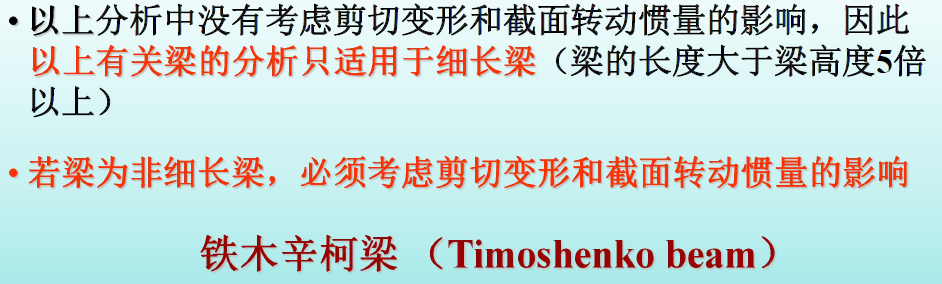 • 以上分析中没有考虑剪切变形和截面转动惯量的影响，因此
以上有关梁的分析只适用于细长梁（梁的长度大于梁高度5倍
以上）
• 若梁为非细长梁，必须考虑剪切变形和截面转动惯量的影响
铁木辛柯梁 （Timoshenko beam）